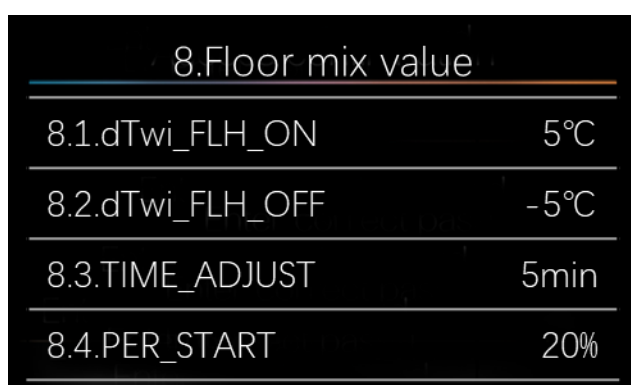 8.Floor mix value
8.1.dTwi_FLH_ON 5℃
8.2.dTwi_FLH_OFF -5℃
8.3.TIME_ADJUST 5min
8.4.PER_START 20%